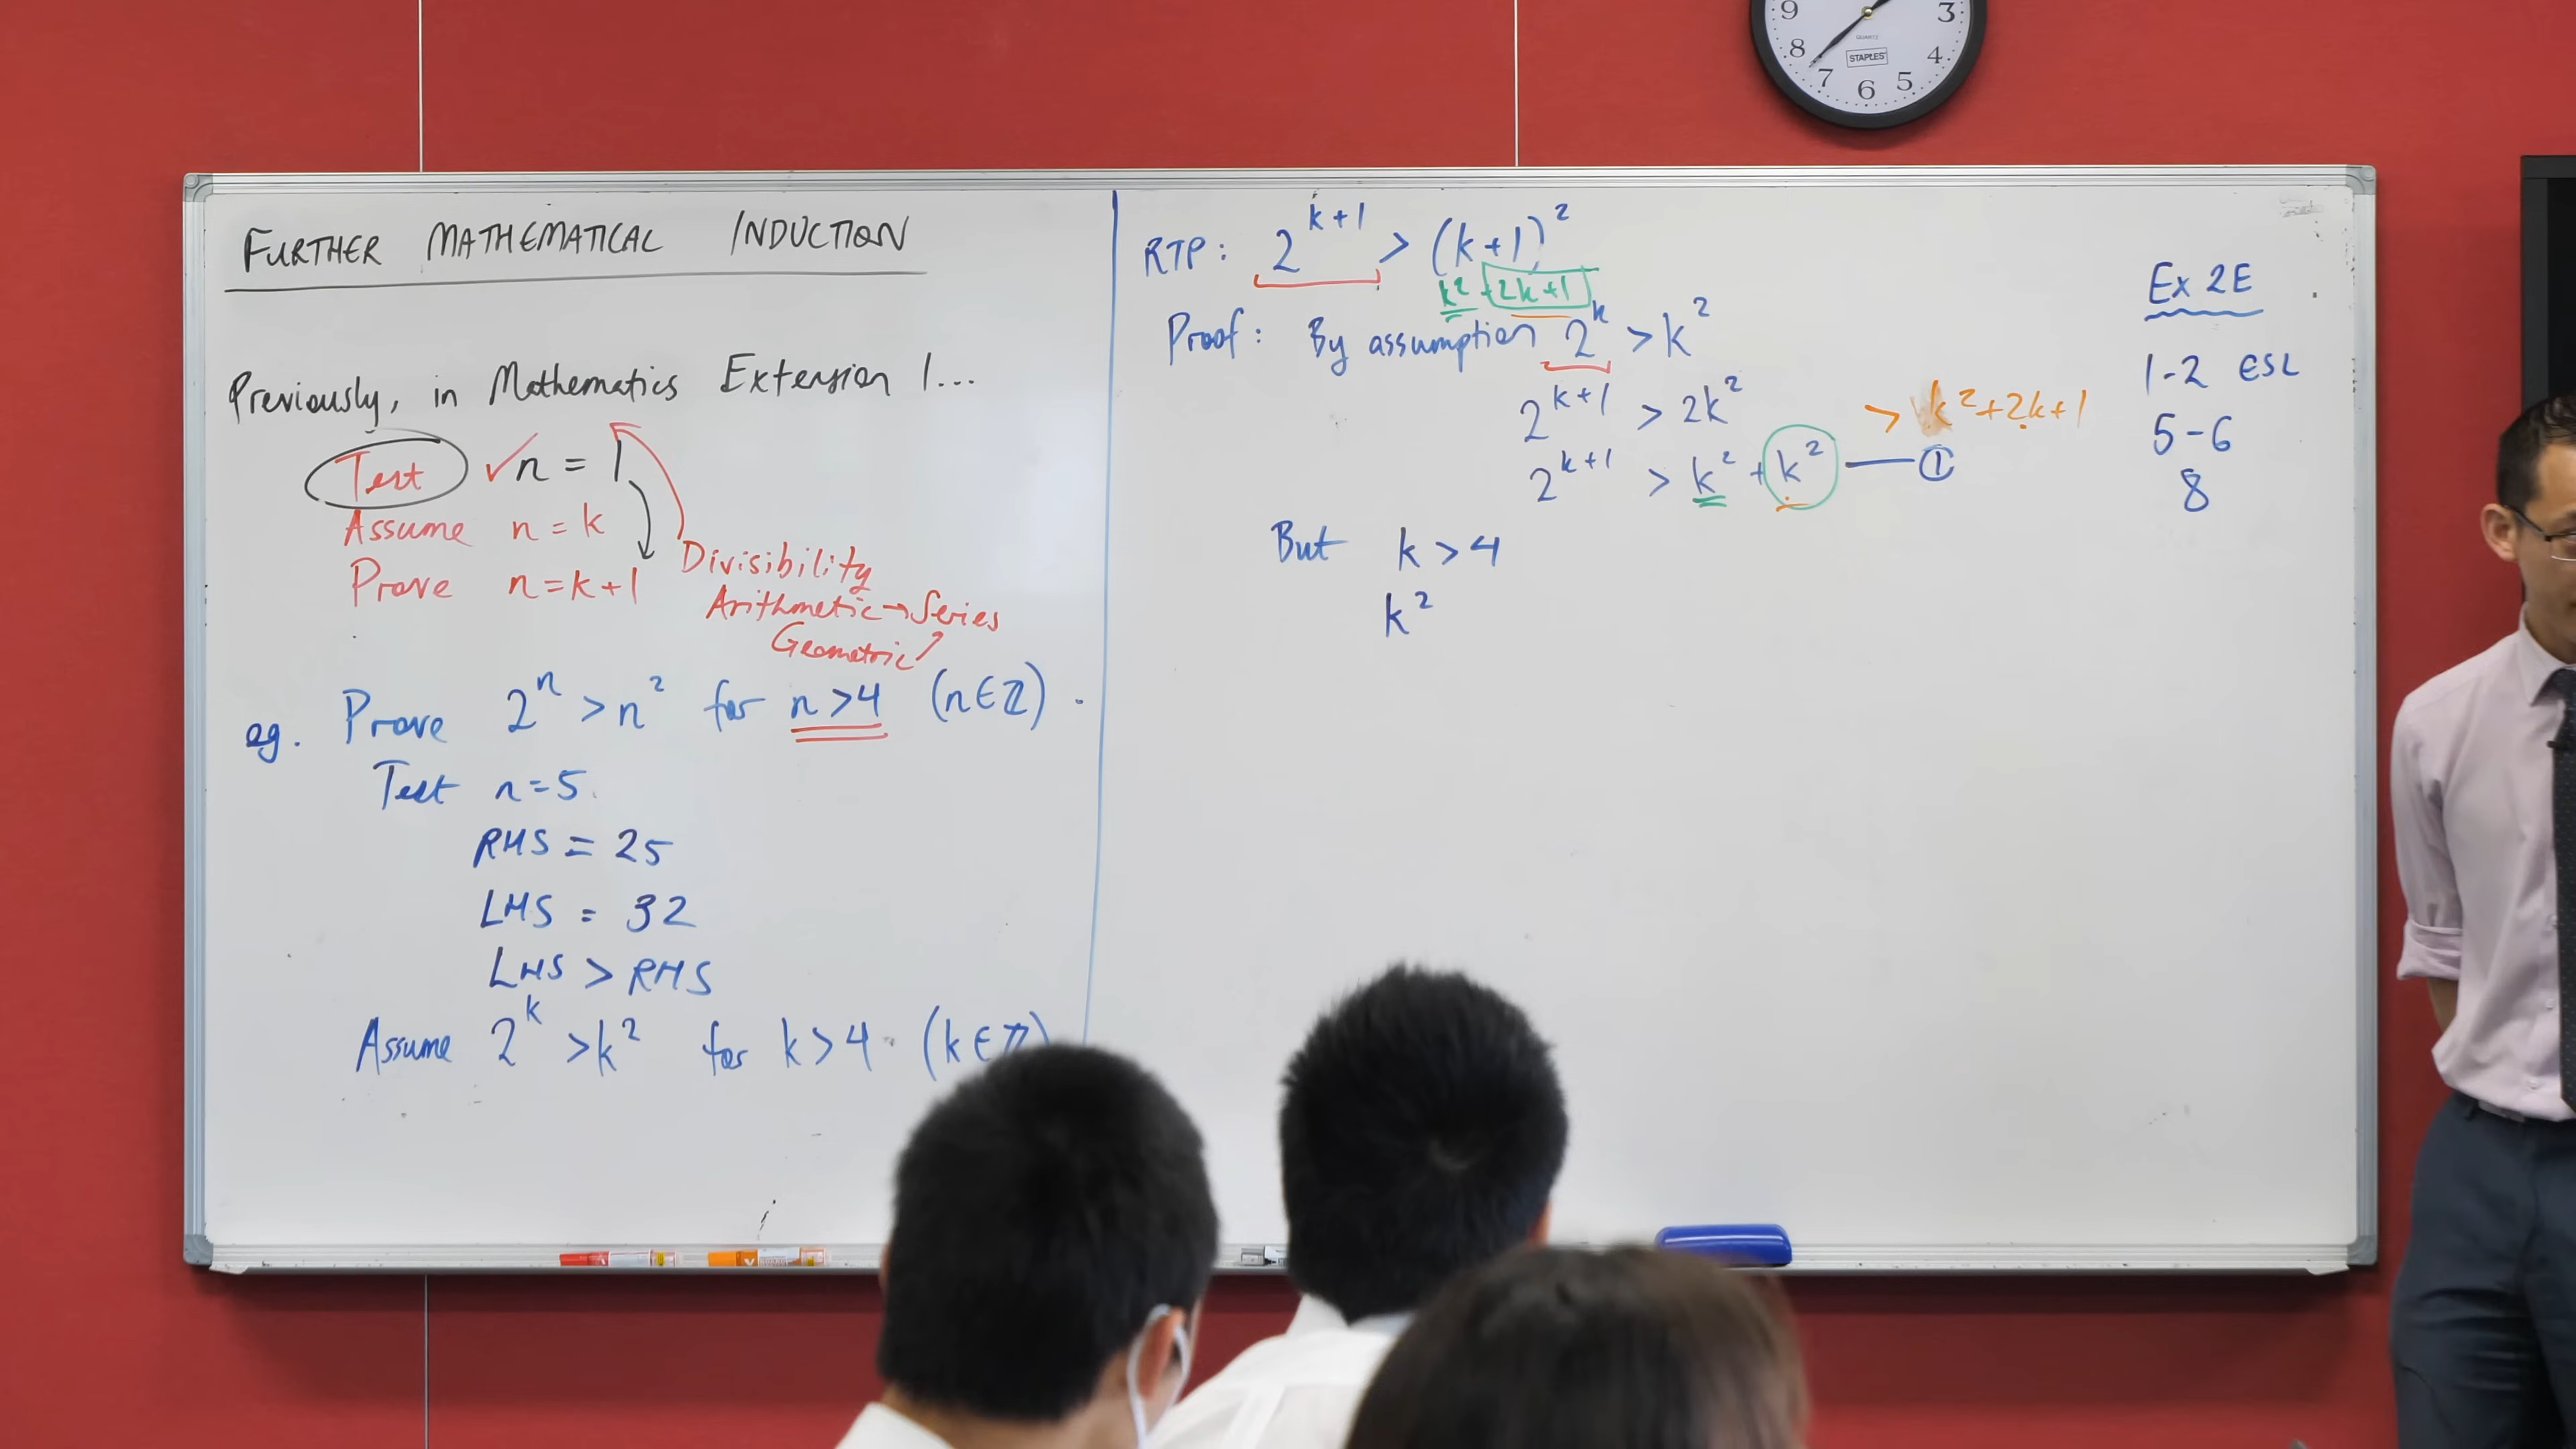 FURTHER MATHEMATICAL INDUCTION
Previously, in Mathematics Extension 1...
Test ✓ n = 1
Assume n = k
Prove n = k + 1
Divisibility
Arithmetic → Series
Geometric ↗
eg. Prove 2ⁿ > n² for n > 4 (n ∈ ℤ).
Test n = 5.
RHS = 25
LHS = 32
LHS > RHS
Assume 2ᵏ > k² for k > 4. (k ∈ ℤ)
RTP: 2ᵏ⁺¹ > (k+1)²
k² + 2k+1
Proof: By assumption 2ᵏ > k²
2ᵏ⁺¹ > 2k² > k² + 2k + 1
2ᵏ⁺¹ > k² + k² — ①
But k > 4
k²
Ex 2E
1-2 ESL
5-6
8
9 3
8 4
7 6 5
QUARTZ
STAPLES